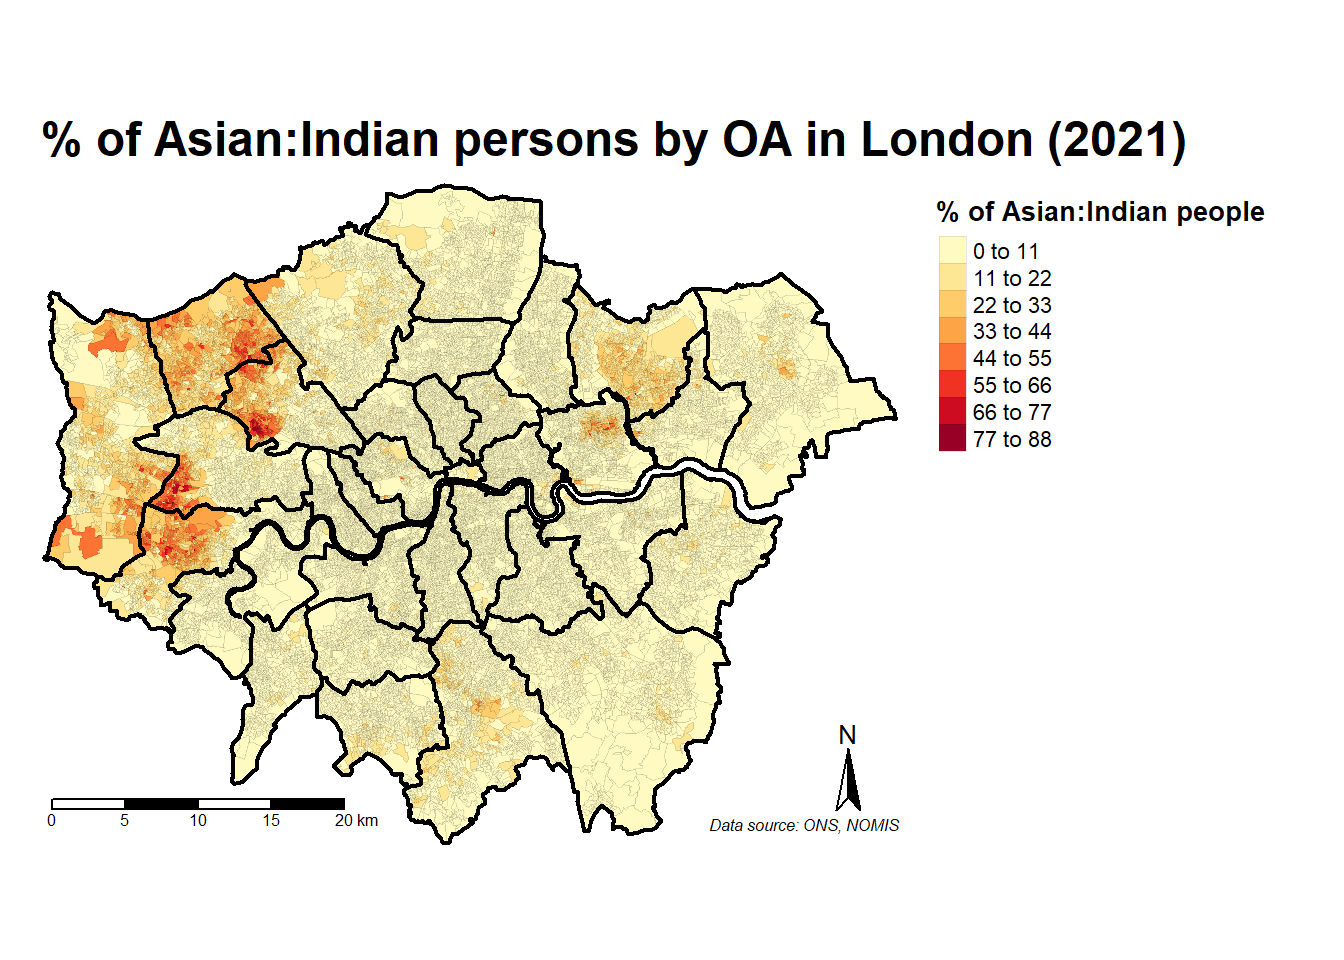 % of Asian:Indian persons by OA in London (2021)
% of Asian:Indian people
0 to 11
11 to 22
22 to 33
33 to 44
44 to 55
55 to 66
66 to 77
77 to 88
N
0 5 10 15 20 km
Data source: ONS, NOMIS